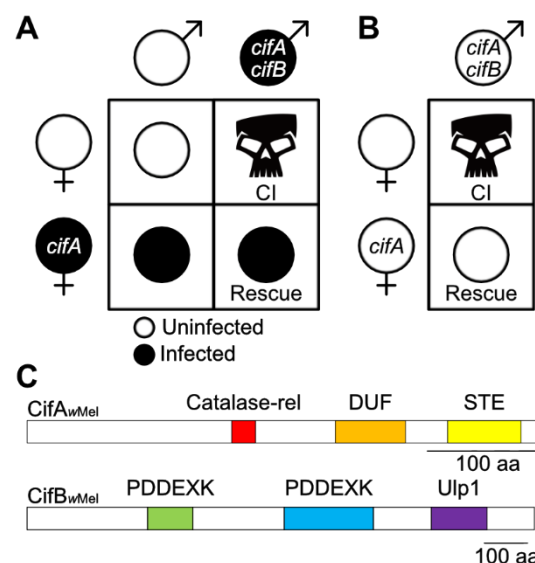 A
B
cifA
cifB
cifA
cifB
CI
CI
cifA
cifA
Rescue
Rescue
Uninfected
Infected
C
Catalase-rel DUF STE
CifAwMel
100 aa
PDDEXK PDDEXK Ulp1
CifBwMel
100 aa